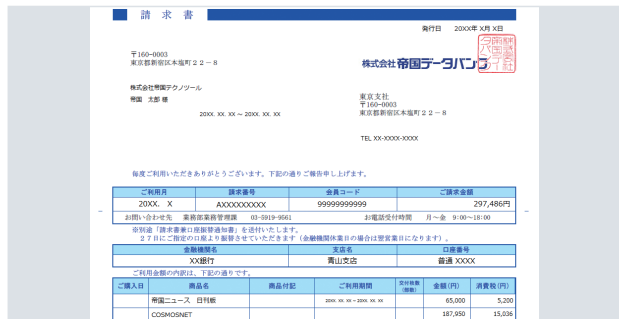 請求書
発行日 20XX年 X月 X日
〒160-0003
東京都新宿区本塩町２２－８
株式会社帝国データバンク
株式会社帝国テクノツール
帝国 太郎 様
20XX. XX. XX ～ 20XX. XX. XX
東京支社
〒160-0003
東京都新宿区本塩町２２－８
TEL XX-XXXX-XXXX
毎度ご利用いただきありがとうございます。下記の通りご報告申し上げます。
ご利用月 請求番号 会員コード ご請求金額
20XX. X AXXXXXXXXX 99999999999 297,486円
お問い合わせ先 業務部業務管理課 03-5919-9561 お電話受付時間 月～金 9:00～18:00
※別途「請求書兼口座振替通知書」を送付いたします。
２７日にご指定の口座より振替させていただきます（金融機関休業日の場合は翌営業日になります）。
金融機関名 支店名 口座番号
XX銀行 青山支店 普通 XXXX
ご利用金額の内訳は、下記の通りです。
ご購入日 商品名 商品付記 ご利用期間 交付枚数(個数) 金額(円) 消費税(円)
帝国ニュース 日刊版 20XX. XX. XX～20XX. XX. XX 65,000 5,200
COSMOSNET 187,950 15,036